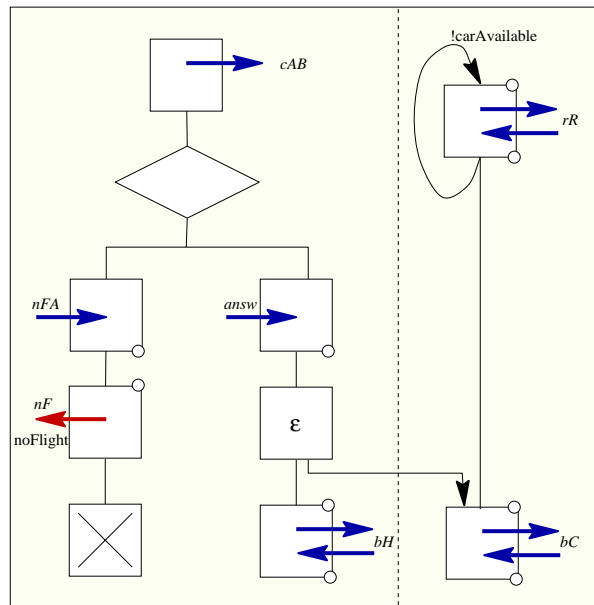 !carAvailable
cAB
rR
nFA
answ
nF
noFlight
ε
bH
bC